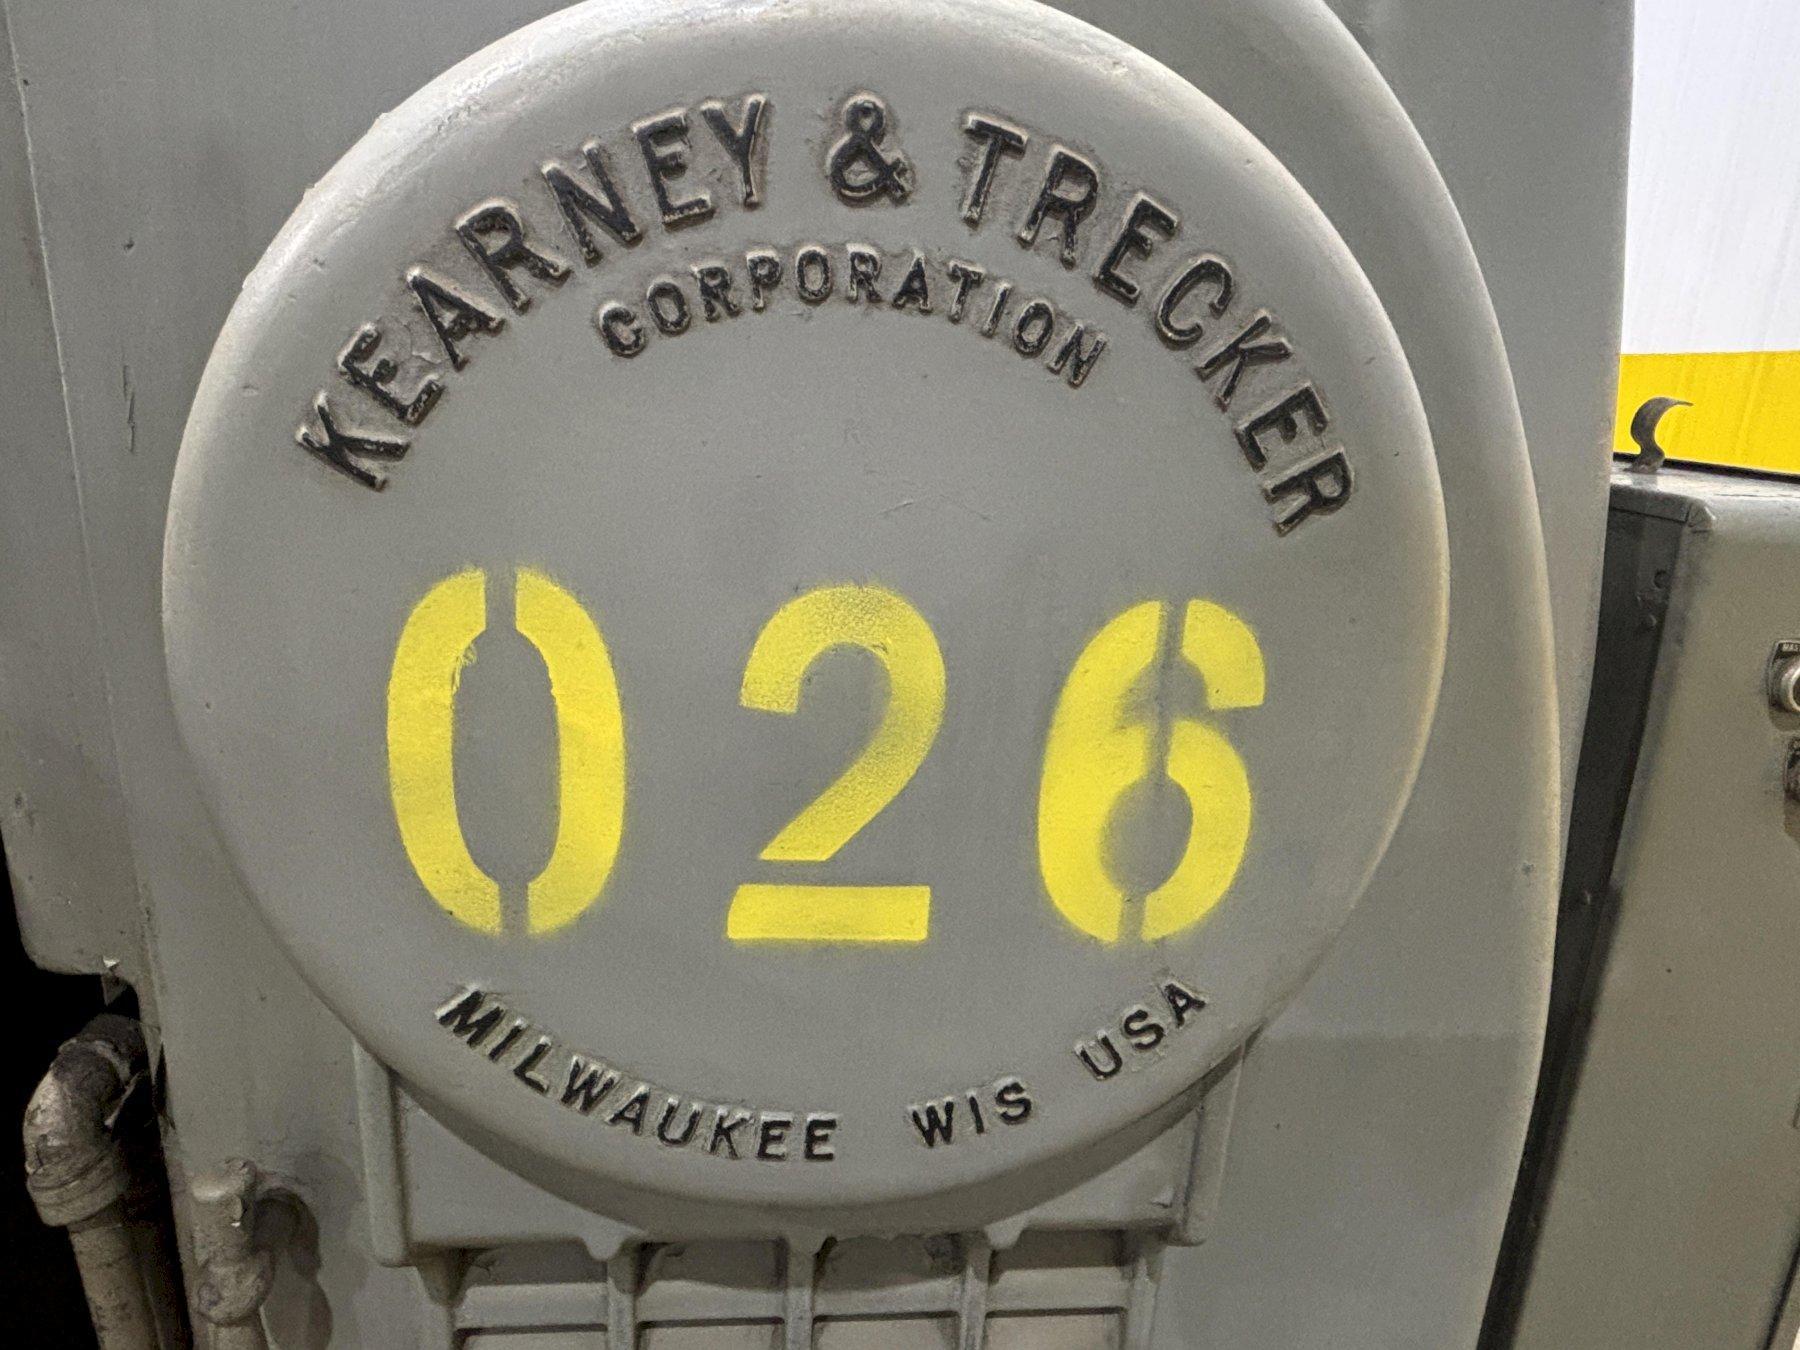 KEARNEY & TRECKER
CORPORATION
026
MILWAUKEE WIS USA